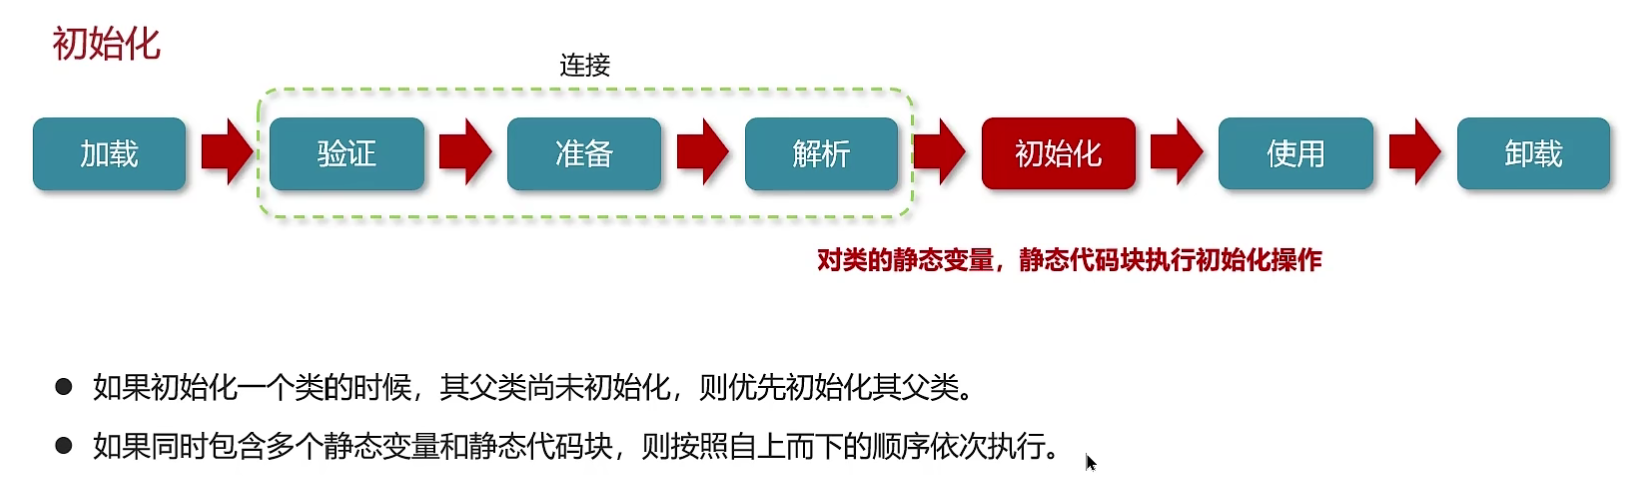 初始化
连接
加载
验证
准备
解析
初始化
使用
卸载
对类的静态变量，静态代码块执行初始化操作
如果初始化一个类的时候，其父类尚未初始化，则优先初始化其父类。
如果同时包含多个静态变量和静态代码块，则按照自上而下的顺序依次执行。